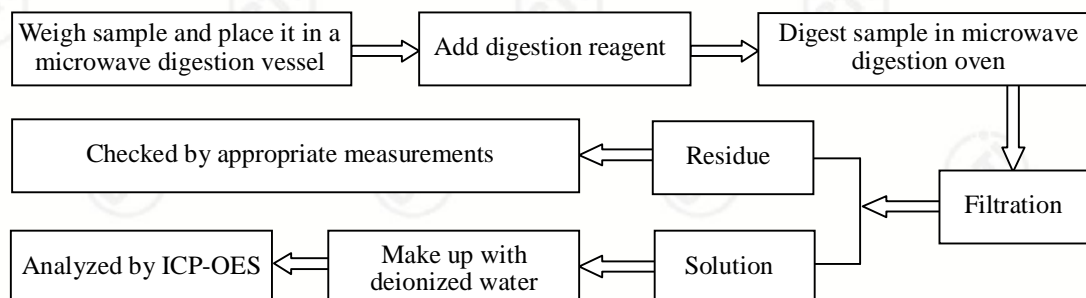 Weigh sample and place it in a
microwave digestion vessel
Add digestion reagent
Digest sample in microwave
digestion oven
Filtration
Residue
Checked by appropriate measurements
Solution
Make up with
deionized water
Analyzed by ICP-OES